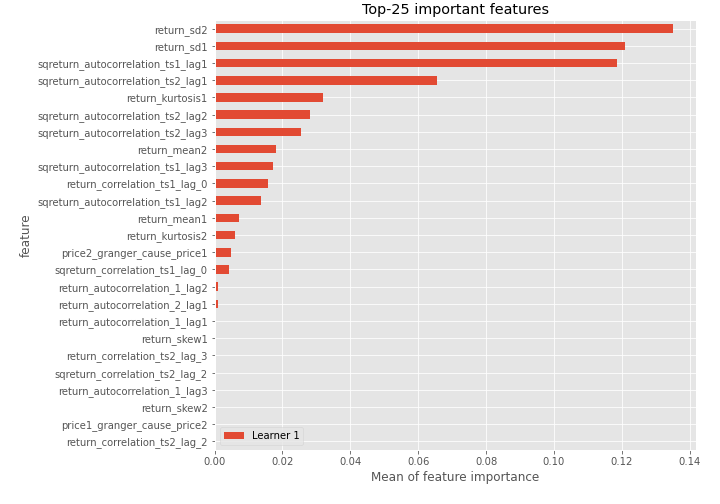 Top-25 important features
feature
return_sd2
return_sd1
sqreturn_autocorrelation_ts1_lag1
sqreturn_autocorrelation_ts2_lag1
return_kurtosis1
sqreturn_autocorrelation_ts2_lag2
sqreturn_autocorrelation_ts2_lag3
return_mean2
sqreturn_autocorrelation_ts1_lag3
return_correlation_ts1_lag_0
sqreturn_autocorrelation_ts1_lag2
return_mean1
return_kurtosis2
price2_granger_cause_price1
sqreturn_correlation_ts1_lag_0
return_autocorrelation_1_lag2
return_autocorrelation_2_lag1
return_autocorrelation_1_lag1
return_skew1
return_correlation_ts2_lag_3
sqreturn_correlation_ts2_lag_2
return_autocorrelation_1_lag3
return_skew2
price1_granger_cause_price2
return_correlation_ts2_lag_2
Learner 1
0.00 0.02 0.04 0.06 0.08 0.10 0.12 0.14
Mean of feature importance